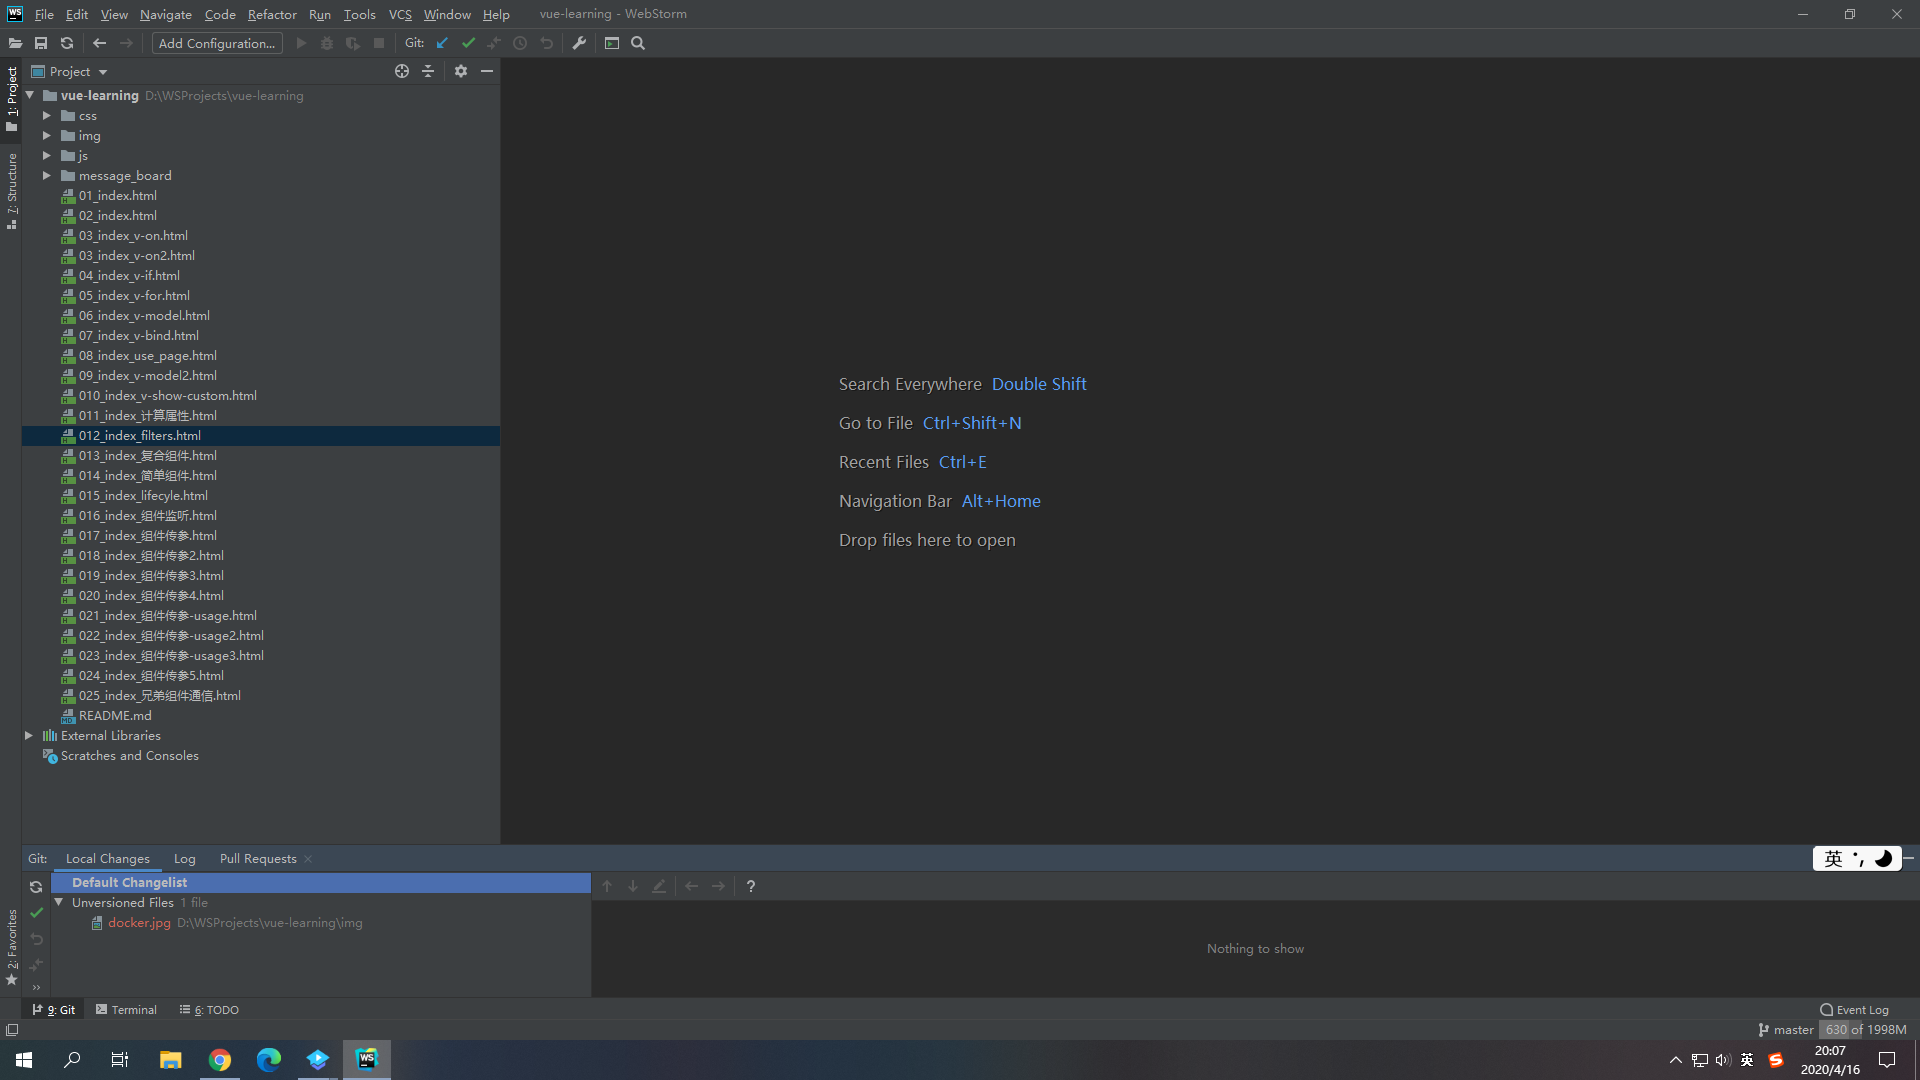 WS File Edit View Navigate Code Refactor Run Tools VCS Window Help vue-learning - WebStorm
Add Configuration... Git:
Project
vue-learning D:\WSProjects\vue-learning
css
img
js
message_board
01_index.html
02_index.html
03_index_v-on.html
03_index_v-on2.html
04_index_v-if.html
05_index_v-for.html
06_index_v-model.html
07_index_v-bind.html
08_index_use_page.html
09_index_v-model2.html
010_index_v-show-custom.html
011_index_计算属性.html
012_index_filters.html
013_index_复合组件.html
014_index_简单组件.html
015_index_lifecyle.html
016_index_组件监听.html
017_index_组件传参.html
018_index_组件传参2.html
019_index_组件传参3.html
020_index_组件传参4.html
021_index_组件传参-usage.html
022_index_组件传参-usage2.html
023_index_组件传参-usage3.html
024_index_组件传参5.html
025_index_兄弟组件通信.html
README.md
External Libraries
Scratches and Consoles
1: Project
7: Structure
2: Favorites
Search Everywhere Double Shift
Go to File Ctrl+Shift+N
Recent Files Ctrl+E
Navigation Bar Alt+Home
Drop files here to open
Git: Local Changes Log Pull Requests
英
Default Changelist
Unversioned Files 1 file
docker.jpg D:\WSProjects\vue-learning\img
?
Nothing to show
9: Git Terminal 6: TODO Event Log
master 630 of 1998M
WS
英
20:07
2020/4/16